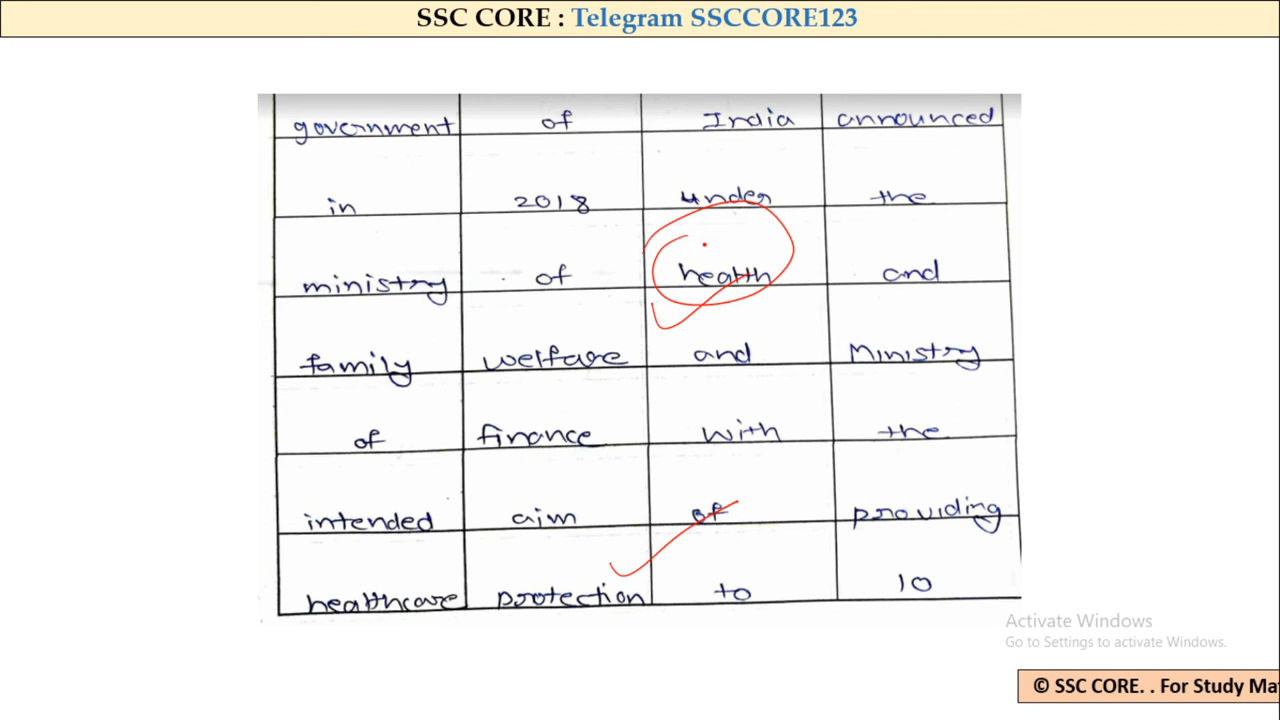 SSC CORE : Telegram SSCCORE123
government of India announced
in 2018 under the
ministry of health and
family welfare and Ministry
of finance with the
intended aim of providing
healthcare protection to 10
Activate Windows
Go to Settings to activate Windows.
© SSC CORE. . For Study Ma